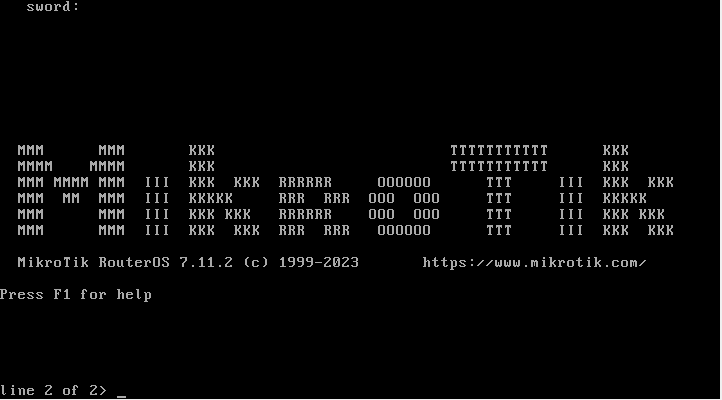 sword:
MMM      MMM       KKK                          TTTTTTTTTTT      KKK
MMMM    MMMM       KKK                          TTTTTTTTTTT      KKK
MMM MMMM MMM  III  KKK  KKK  RRRRRR     OOOOOO      TTT     III  KKK  KKK
MMM  MM  MMM  III  KKKKK     RRR  RRR  OOO  OOO     TTT     III  KKKKK
MMM      MMM  III  KKK KKK   RRRRRR    OOO  OOO     TTT     III  KKK KKK
MMM      MMM  III  KKK  KKK  RRR  RRR   OOOOOO      TTT     III  KKK  KKK
MikroTik RouterOS 7.11.2 (c) 1999-2023       https://www.mikrotik.com/
Press F1 for help
line 2 of 2> _